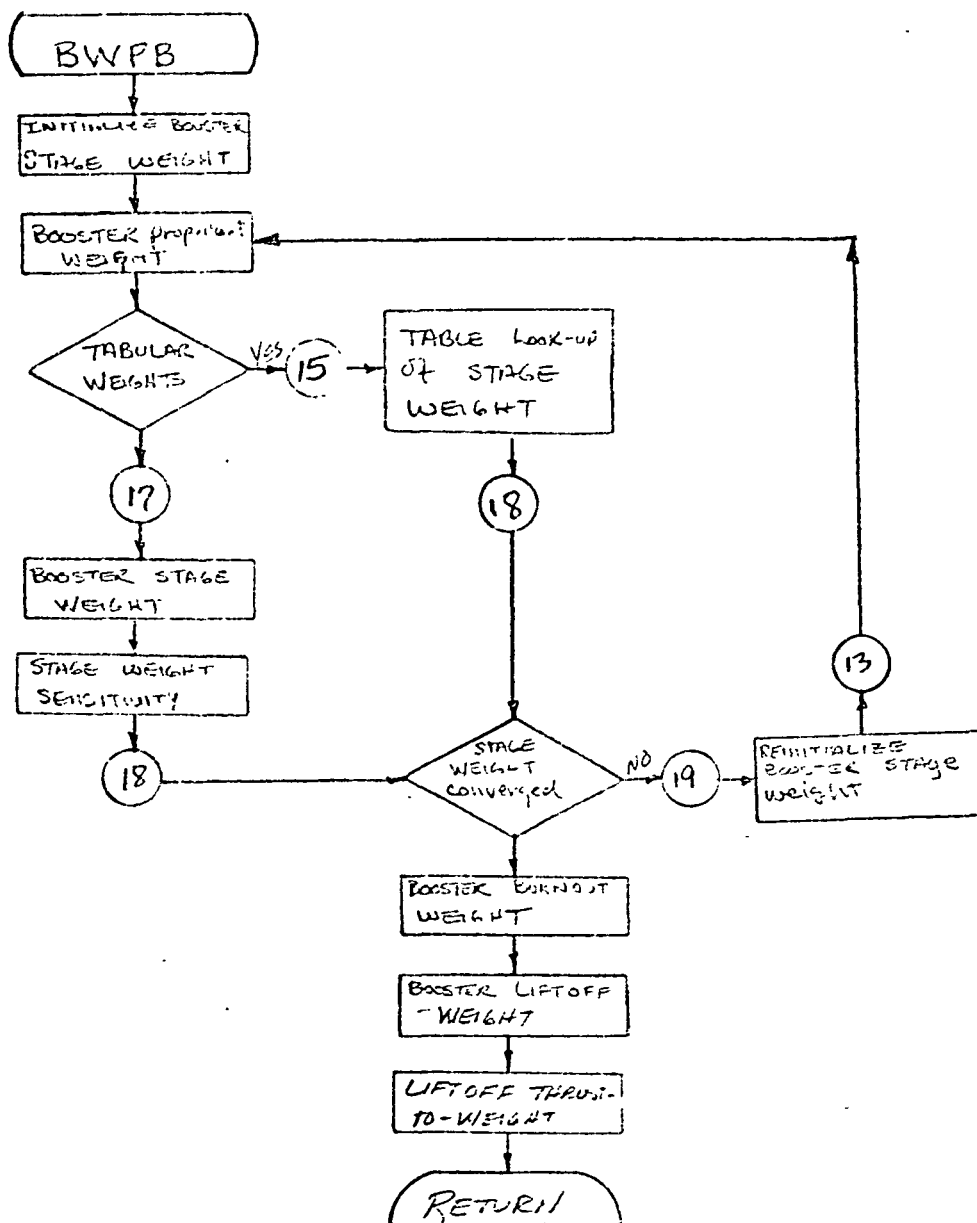 BWFB
INITIALIZE BOOSTER
STAGE WEIGHT
BOOSTER propellant
WEIGHT
TABULAR
WEIGHTS
YES
15
TABLE LOOK-UP
of STAGE
WEIGHT
17
18
BOOSTER STAGE
WEIGHT
STAGE WEIGHT
SENSITIVITY
18
STAGE
WEIGHT
converged
NO
19
REINITIALIZE
BOOSTER STAGE
weight
13
BOOSTER BURNOUT
WEIGHT
BOOSTER LIFTOFF
WEIGHT
LIFTOFF THRUST-
TO-WEIGHT
RETURN